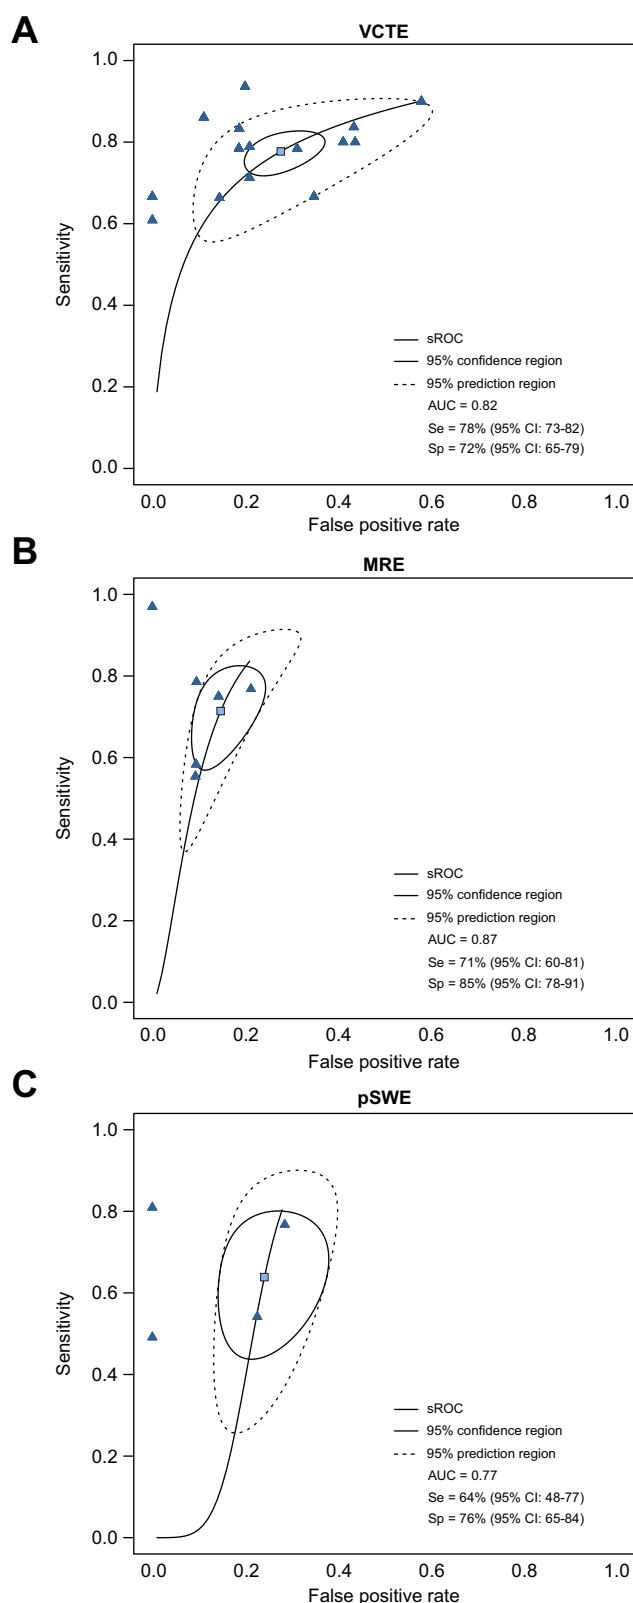 A
VCTE
1.0
0.8
0.6
0.4
0.2
0.0
Sensitivity
sROC
95% confidence region
95% prediction region
AUC = 0.82
Se = 78% (95% CI: 73-82)
Sp = 72% (95% CI: 65-79)
0.0 0.2 0.4 0.6 0.8 1.0
False positive rate
B
MRE
1.0
0.8
0.6
0.4
0.2
0.0
Sensitivity
sROC
95% confidence region
95% prediction region
AUC = 0.87
Se = 71% (95% CI: 60-81)
Sp = 85% (95% CI: 78-91)
0.0 0.2 0.4 0.6 0.8 1.0
False positive rate
C
pSWE
1.0
0.8
0.6
0.4
0.2
0.0
Sensitivity
sROC
95% confidence region
95% prediction region
AUC = 0.77
Se = 64% (95% CI: 48-77)
Sp = 76% (95% CI: 65-84)
0.0 0.2 0.4 0.6 0.8 1.0
False positive rate